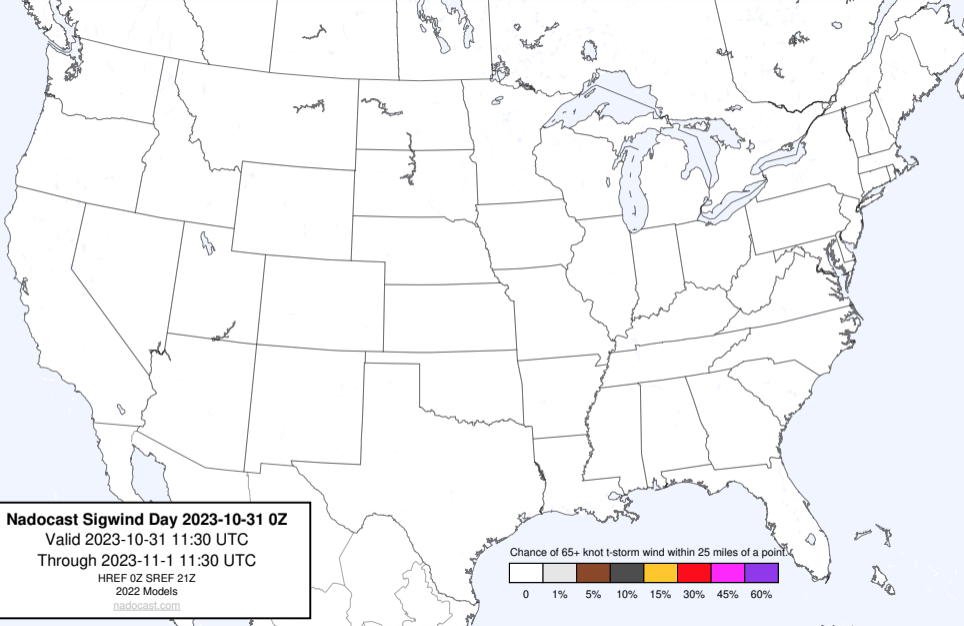 Nadocast Sigwind Day 2023-10-31 0Z
Valid 2023-10-31 11:30 UTC
Through 2023-11-1 11:30 UTC
HREF 0Z SREF 21Z
2022 Models
nadocast.com
Chance of 65+ knot t-storm wind within 25 miles of a point.
0 1% 5% 10% 15% 30% 45% 60%